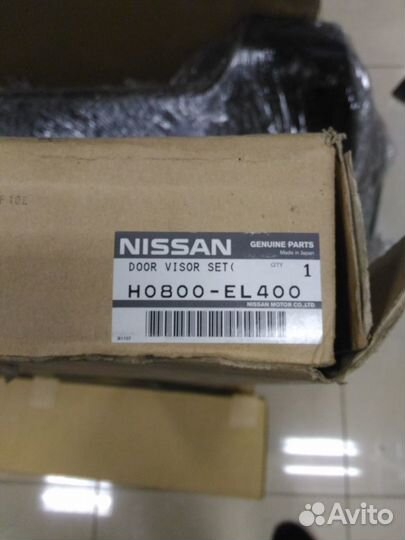 NISSAN
GENUINE PARTS
Made in Japan
DOOR VISOR SET(
QTY 1
H0800-EL400
NISSAN MOTOR CO.,LTD.
Avito